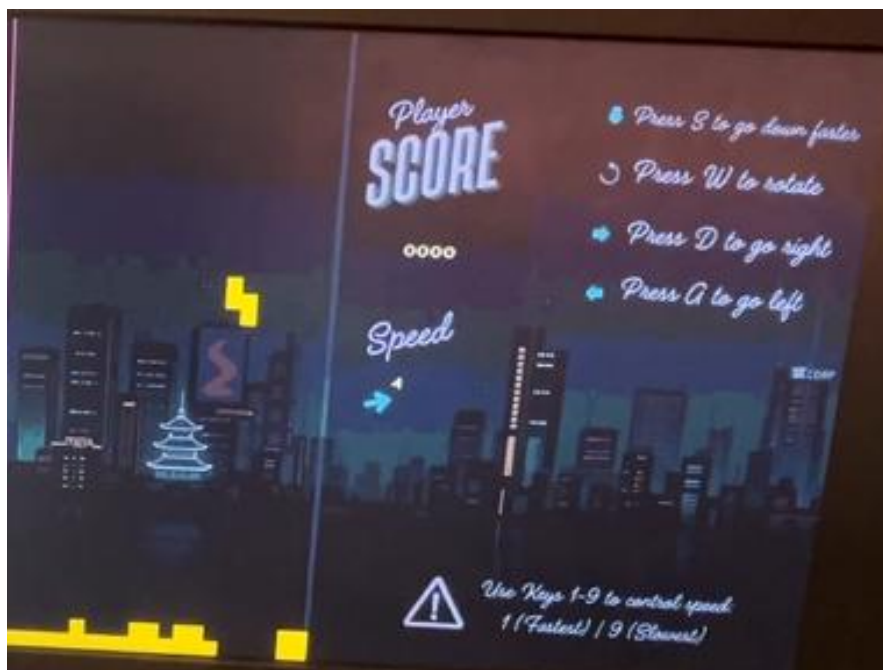 Player
SCORE
0000
Speed
4
Press S to go down faster
Press W to rotate
Press D to go right
Press A to go left
Use Keys 1-9 to control speed
1 (Fastest) / 9 (Slowest)